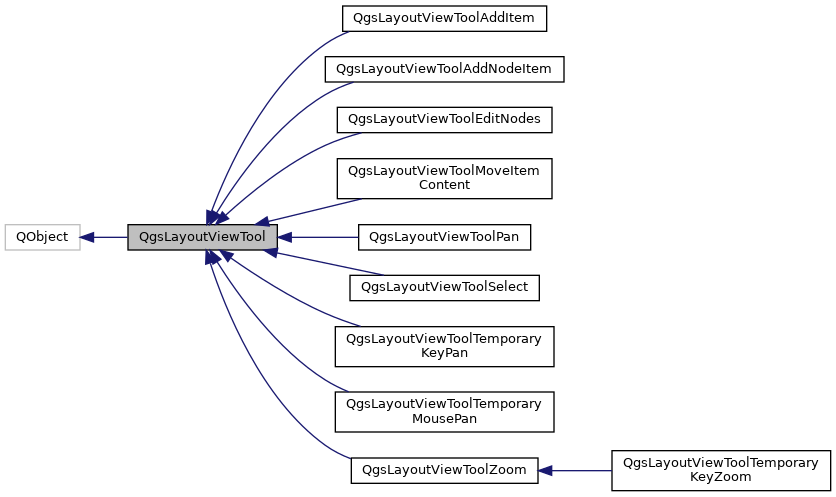 QgsLayoutViewToolAddItem
QgsLayoutViewToolAddNodeItem
QgsLayoutViewToolEditNodes
QgsLayoutViewToolMoveItem
Content
QObject
QgsLayoutViewTool
QgsLayoutViewToolPan
QgsLayoutViewToolSelect
QgsLayoutViewToolTemporary
KeyPan
QgsLayoutViewToolTemporary
MousePan
QgsLayoutViewToolZoom
QgsLayoutViewToolTemporary
KeyZoom